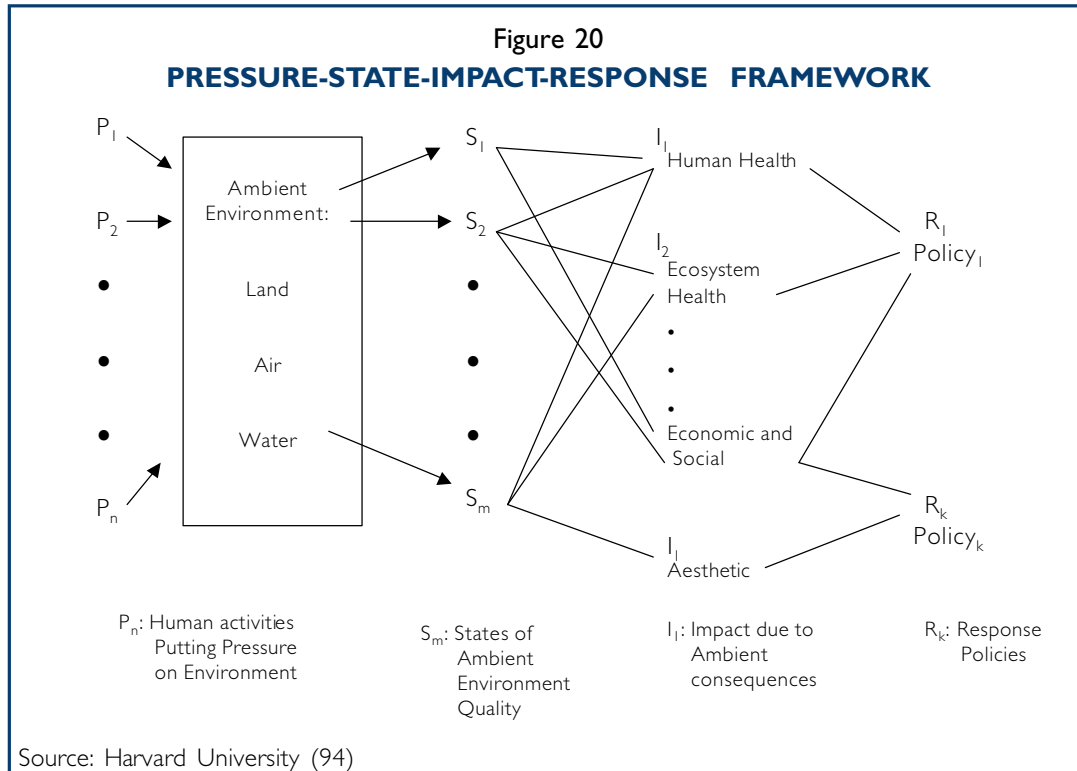 Figure 20
PRESSURE-STATE-IMPACT-RESPONSE FRAMEWORK
P₁
P₂
Pₙ
Ambient
Environment:
Land
Air
Water
S₁
S₂
Sₘ
I₁
Human Health
I₂
Ecosystem
Health
Economic and
Social
I₁
Aesthetic
R₁
Policy₁
Rₖ
Policyₖ
Pₙ: Human activities
Putting Pressure
on Environment
Sₘ: States of
Ambient
Environment
Quality
I₁: Impact due to
Ambient
consequences
Rₖ: Response
Policies
Source: Harvard University (94)